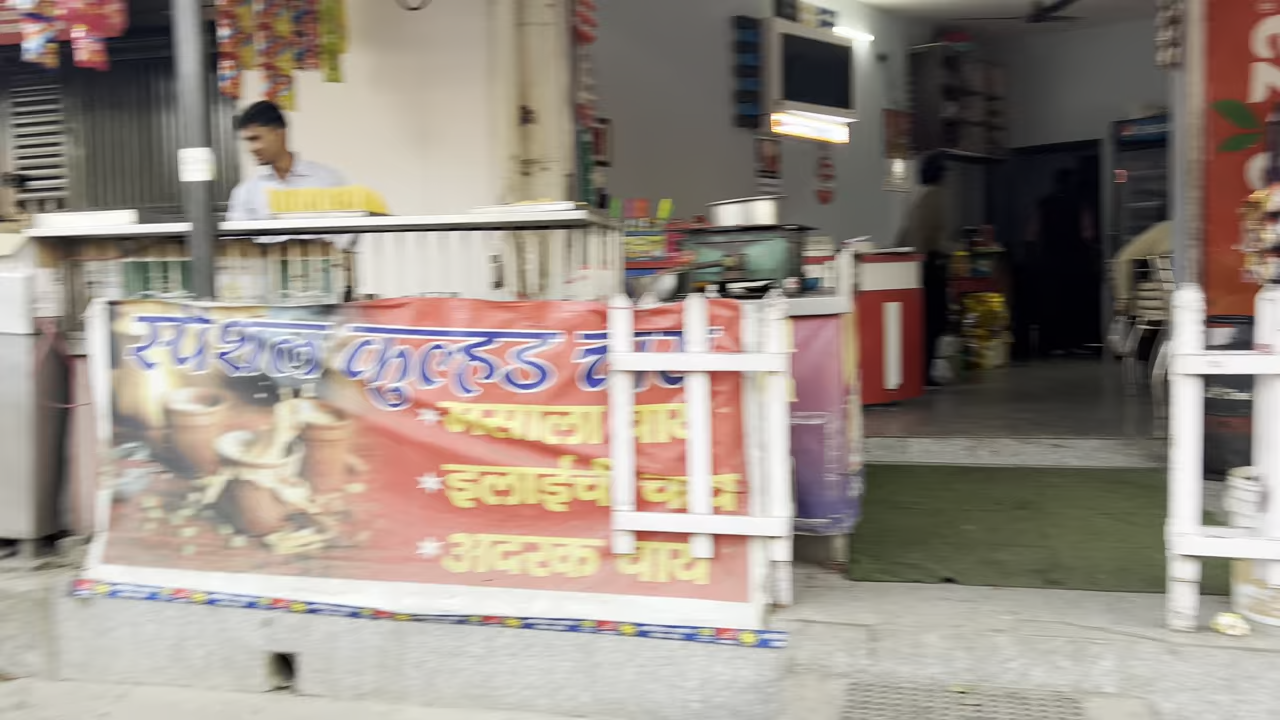 स्पेशल कुल्हड चाय
मसाला चाय
इलाईची चाय
अदरक चाय